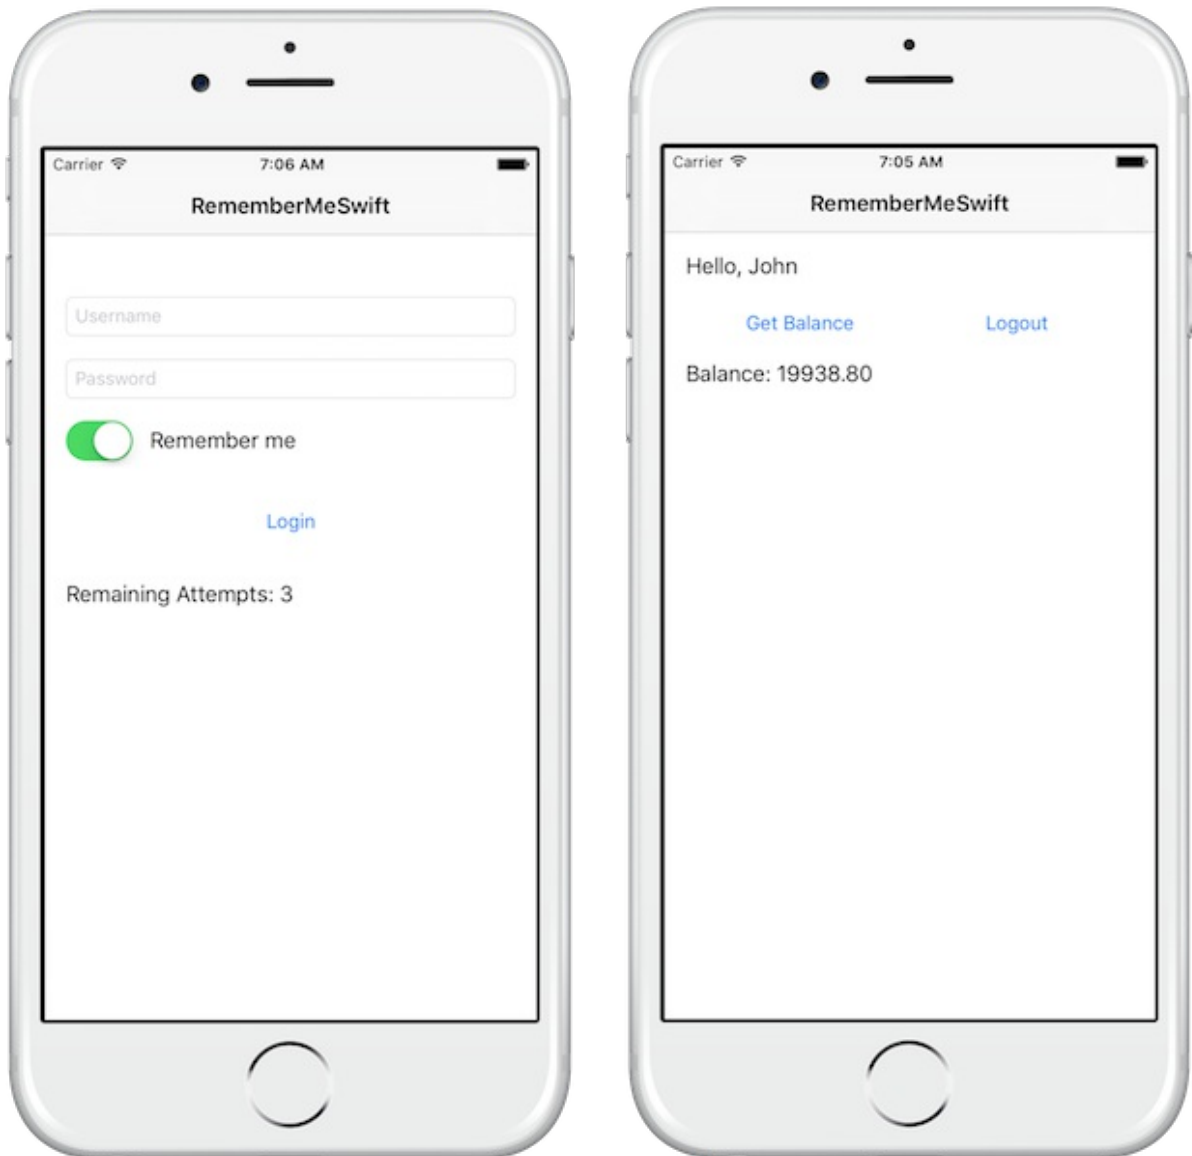 Carrier 7:06 AM
RememberMeSwift
Username
Password
Remember me
Login
Remaining Attempts: 3
Carrier 7:05 AM
RememberMeSwift
Hello, John
Get Balance Logout
Balance: 19938.80